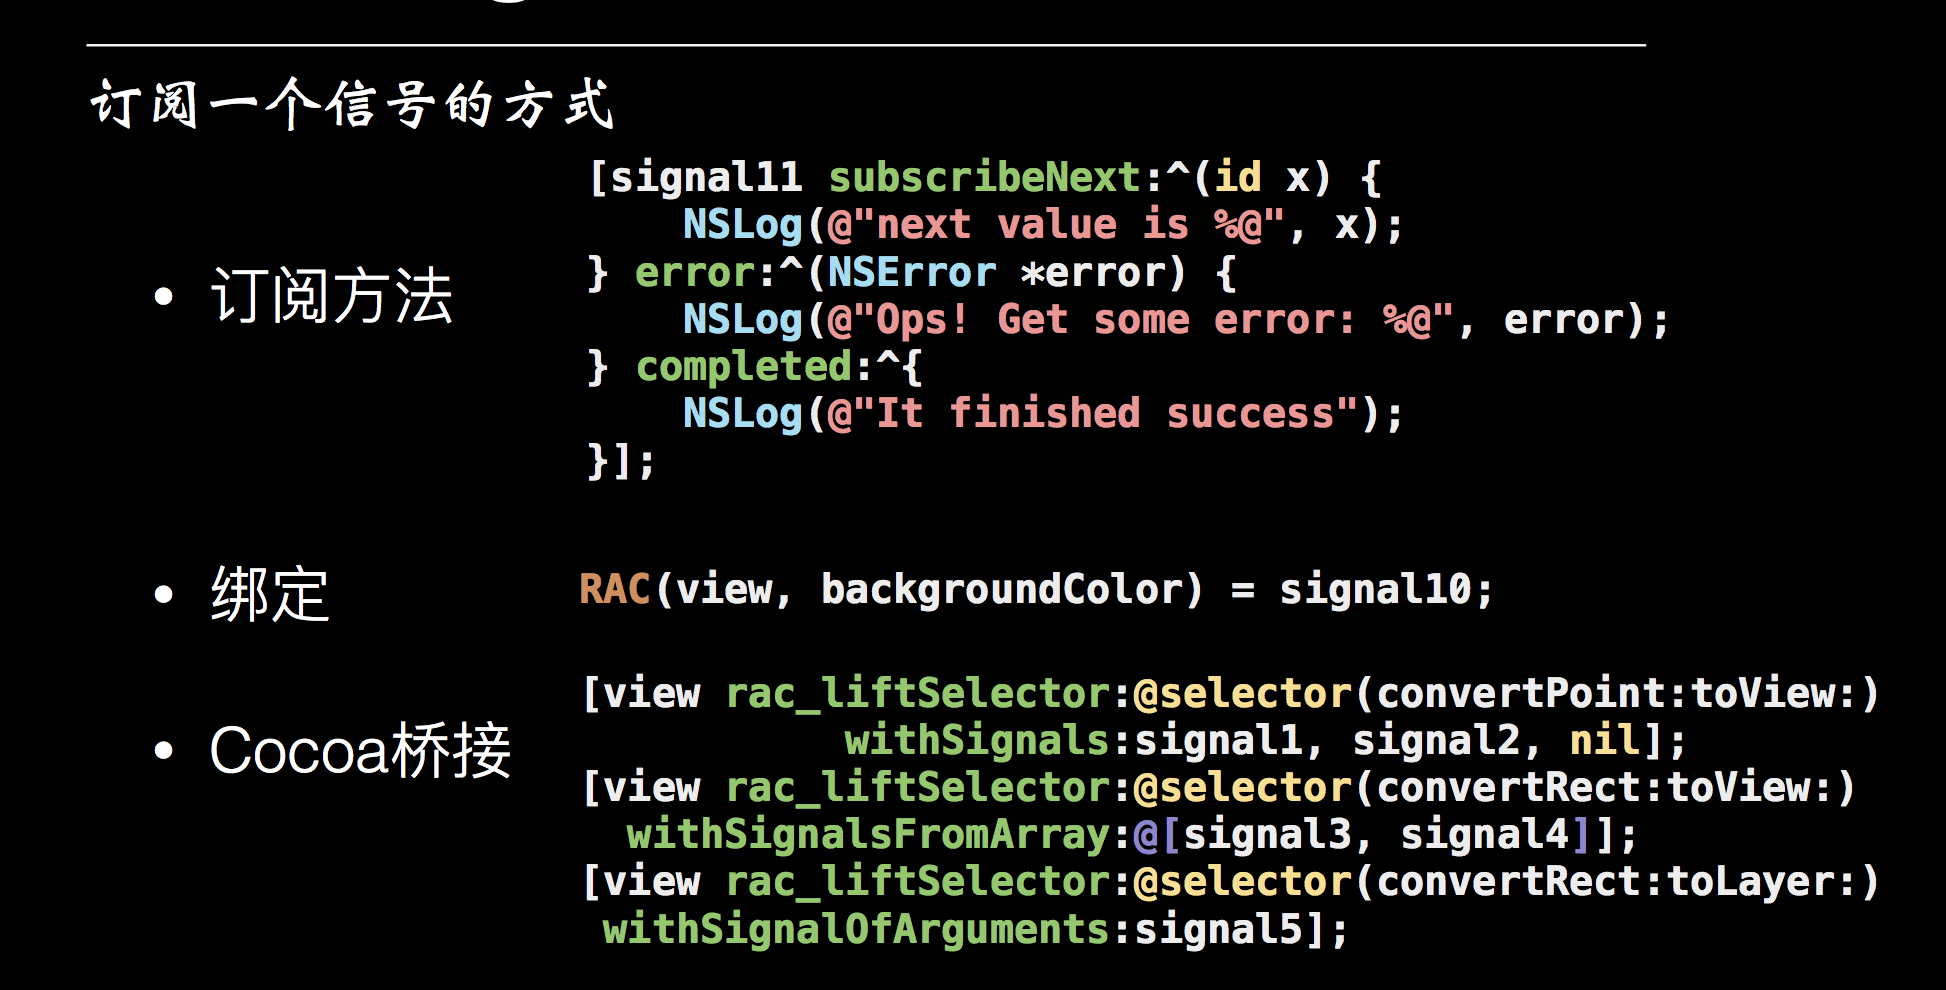 订阅一个信号的方式
• 订阅方法
[signal11 subscribeNext:^(id x) {
    NSLog(@"next value is %@", x);
} error:^(NSError *error) {
    NSLog(@"Ops! Get some error: %@", error);
} completed:^{
    NSLog(@"It finished success");
}];
• 绑定
RAC(view, backgroundColor) = signal10;
• Cocoa桥接
[view rac_liftSelector:@selector(convertPoint:toView:)
           withSignals:signal1, signal2, nil];
[view rac_liftSelector:@selector(convertRect:toView:)
  withSignalsFromArray:@[signal3, signal4]];
[view rac_liftSelector:@selector(convertRect:toLayer:)
 withSignalOfArguments:signal5];